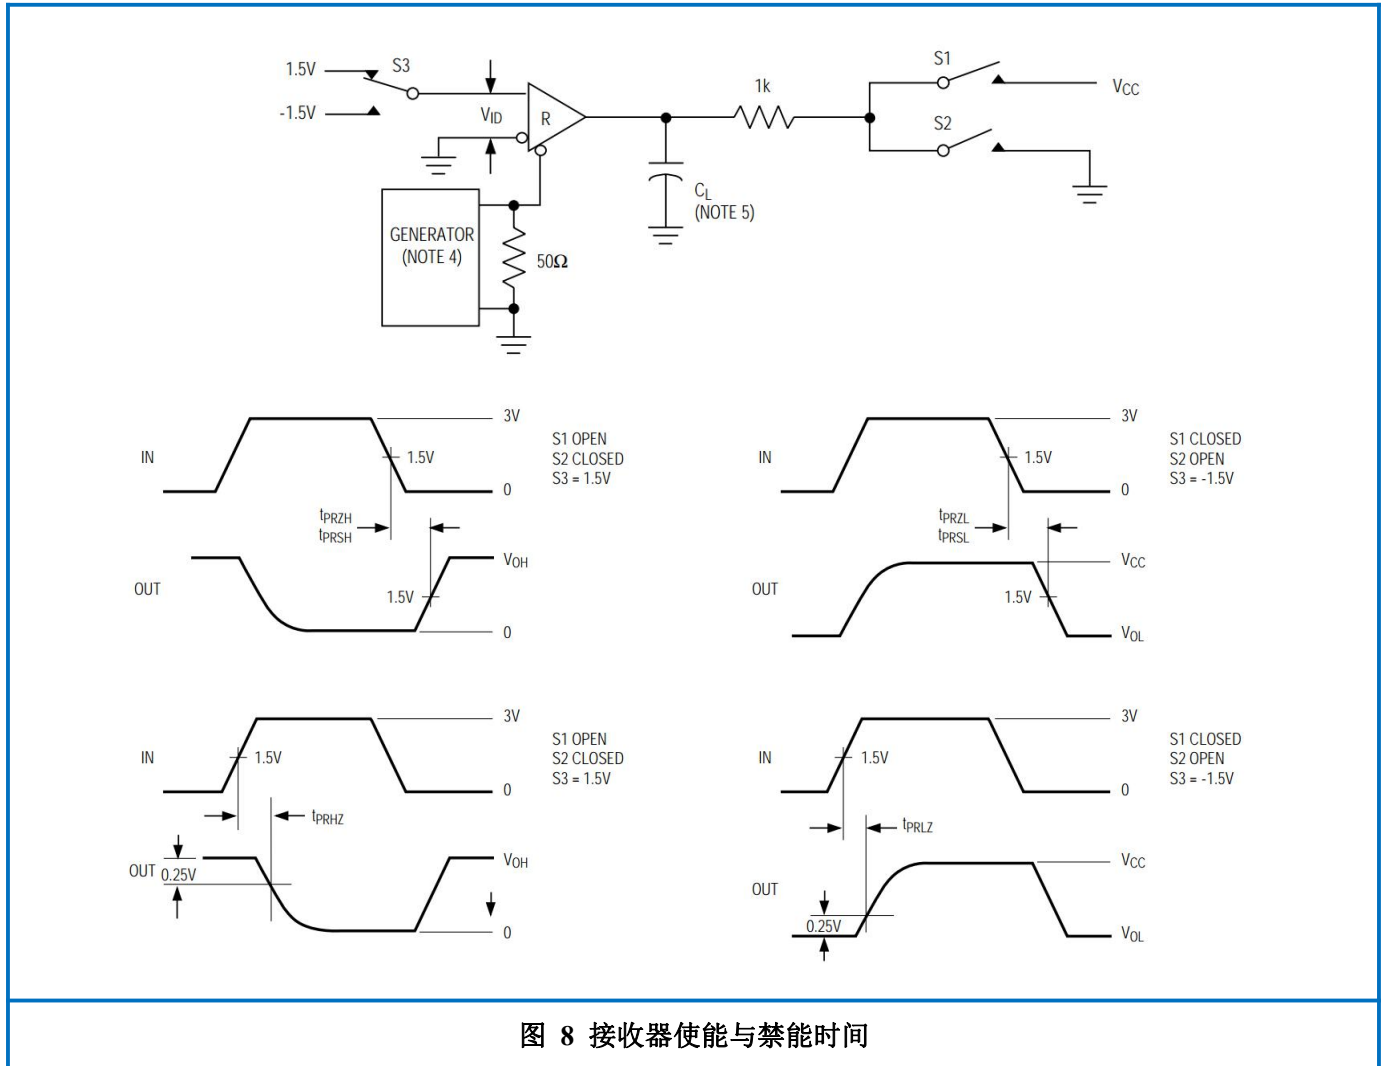 1.5V
S3
-1.5V
VID
R
GENERATOR
(NOTE 4)
50Ω
CL
(NOTE 5)
1k
S1
VCC
S2
IN
3V
1.5V
0
S1 OPEN
S2 CLOSED
S3 = 1.5V
tPRZH
tPRSH
OUT
VOH
1.5V
0
IN
3V
1.5V
0
S1 CLOSED
S2 OPEN
S3 = -1.5V
tPRZL
tPRSL
OUT
VCC
1.5V
VOL
IN
3V
1.5V
0
S1 OPEN
S2 CLOSED
S3 = 1.5V
tPRHZ
OUT
0.25V
VOH
0
IN
3V
1.5V
0
S1 CLOSED
S2 OPEN
S3 = -1.5V
tPRLZ
OUT
0.25V
VCC
VOL
图 8 接收器使能与禁能时间